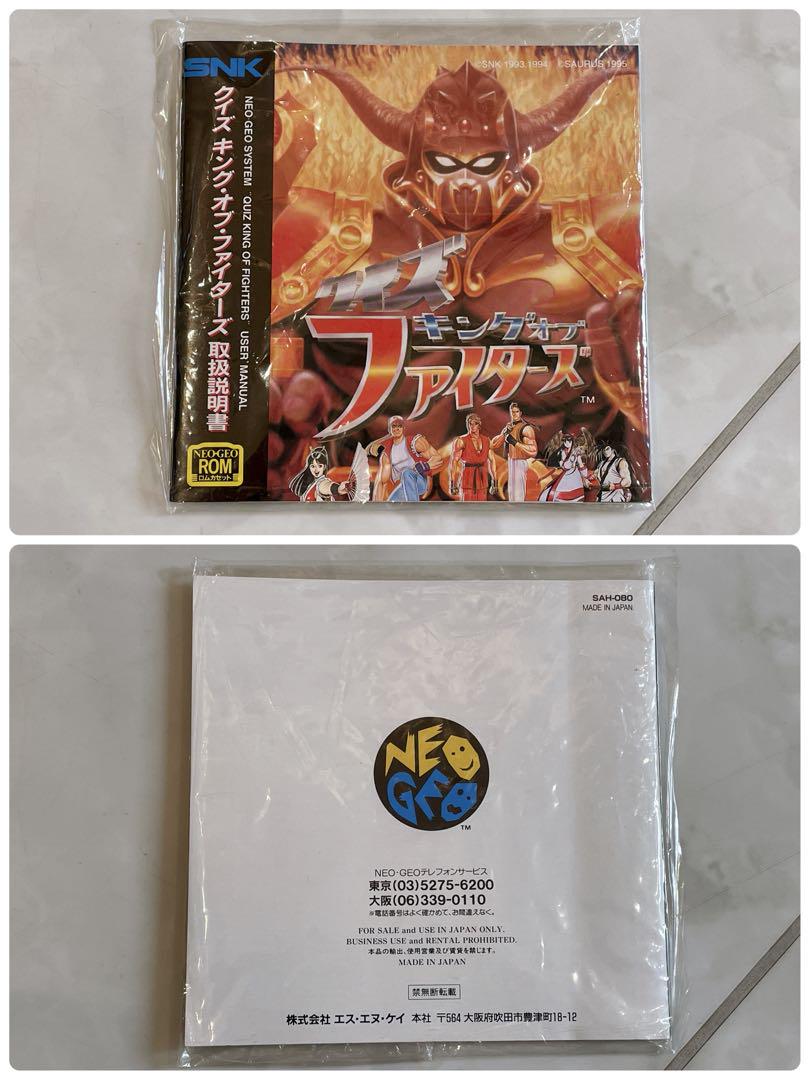 SNK
NEO·GEO SYSTEM "QUIZ KING OF FIGHTERS" USER MANUAL
クイズ キング・オブ・ファイターズ 取扱説明書
NEO·GEO
ROM
ロムカセット
©SNK 1993.1994 ©SAURUS 1995
クイズ
キングオブ
ファイターズ
TM
SAH-080
MADE IN JAPAN.
NEO
GEO
TM
NEO・GEOテレフォンサービス
東京(03)5275-6200
大阪(06)339-0110
※電話番号はよく確かめて、お間違えなく。
FOR SALE and USE IN JAPAN ONLY.
BUSINESS USE and RENTAL PROHIBITED.
本品の輸出、使用営業及び賃貸を禁じます。
MADE IN JAPAN
禁無断転載
株式会社 エス・エヌ・ケイ 本社 〒564 大阪府吹田市豊津町18-12